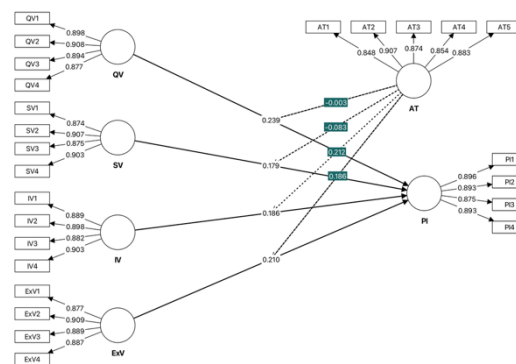 QV1
QV2
QV3
QV4
0.898
0.908
0.894
0.877
QV
SV1
SV2
SV3
SV4
0.874
0.907
0.875
0.903
SV
IV1
IV2
IV3
IV4
0.889
0.898
0.882
0.903
IV
ExV1
ExV2
ExV3
ExV4
0.877
0.909
0.889
0.887
ExV
AT1
AT2
AT3
AT4
AT5
0.848
0.907
0.874
0.854
0.883
AT
-0.003
-0.083
0.212
0.186
0.239
0.179
0.186
0.210
PI1
PI2
PI3
PI4
0.896
0.893
0.875
0.893
PI